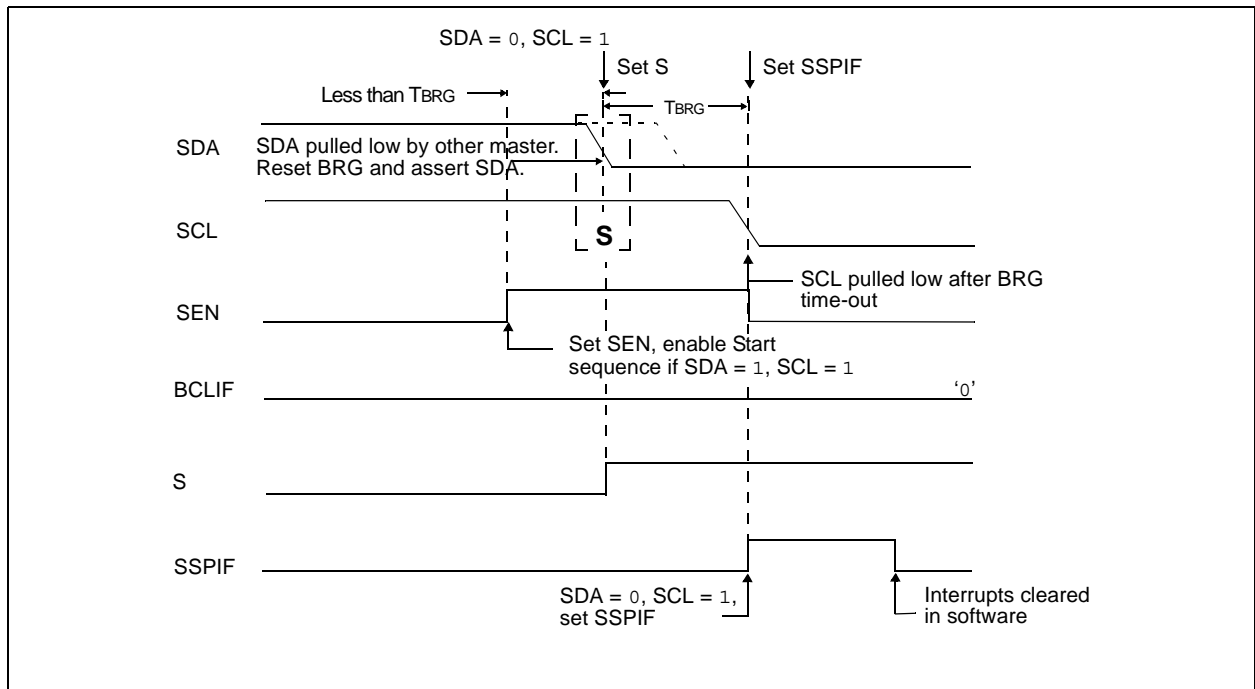 SDA = 0, SCL = 1
Set S
Set SSPIF
Less than TBRG
TBRG
SDA
SDA pulled low by other master.
Reset BRG and assert SDA.
SCL
S
SCL pulled low after BRG
time-out
SEN
Set SEN, enable Start
sequence if SDA = 1, SCL = 1
BCLIF
‘0’
S
SSPIF
SDA = 0, SCL = 1,
set SSPIF
Interrupts cleared
in software